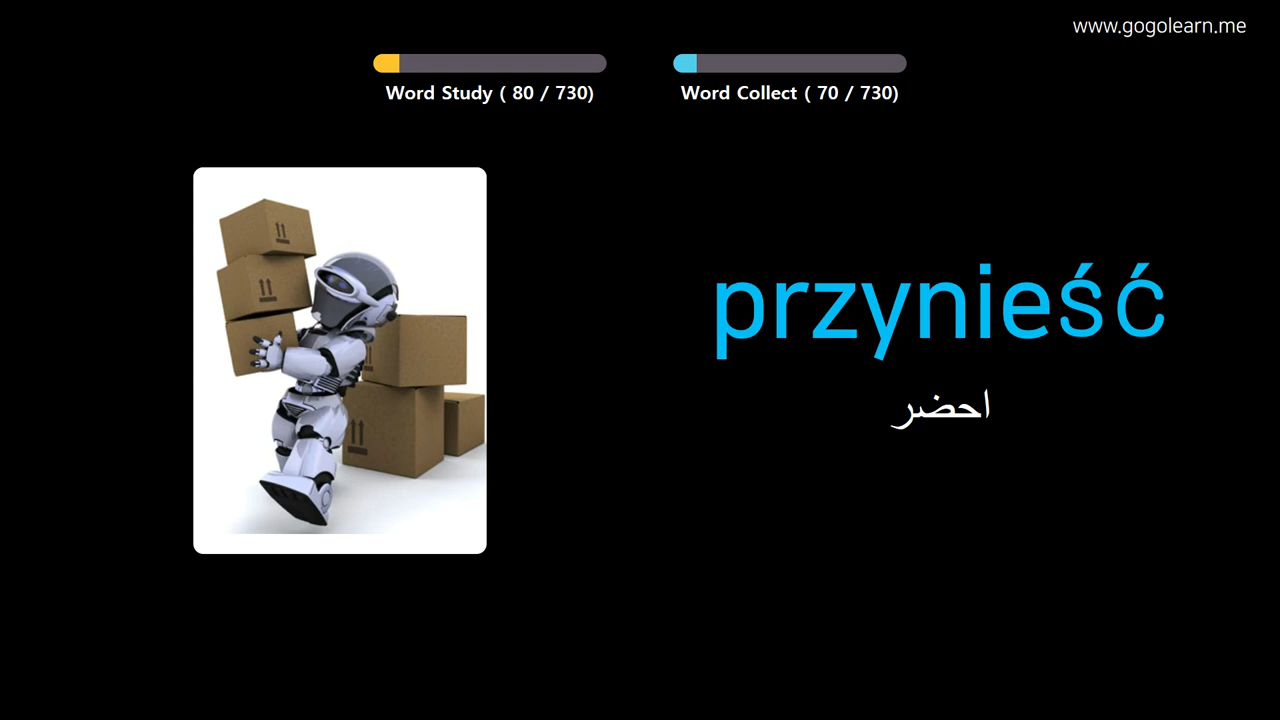 www.gogolearn.me
Word Study ( 80 / 730)
Word Collect ( 70 / 730)
przynieść
احضر